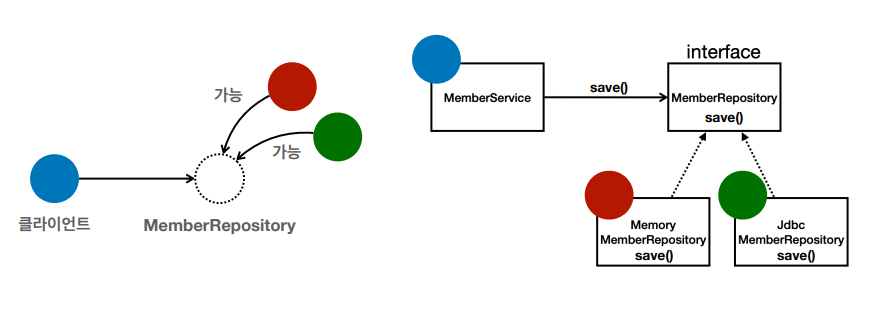 가능
가능
클라이언트
MemberRepository
interface
MemberService
save()
MemberRepository
save()
Memory
MemberRepository
save()
Jdbc
MemberRepository
save()